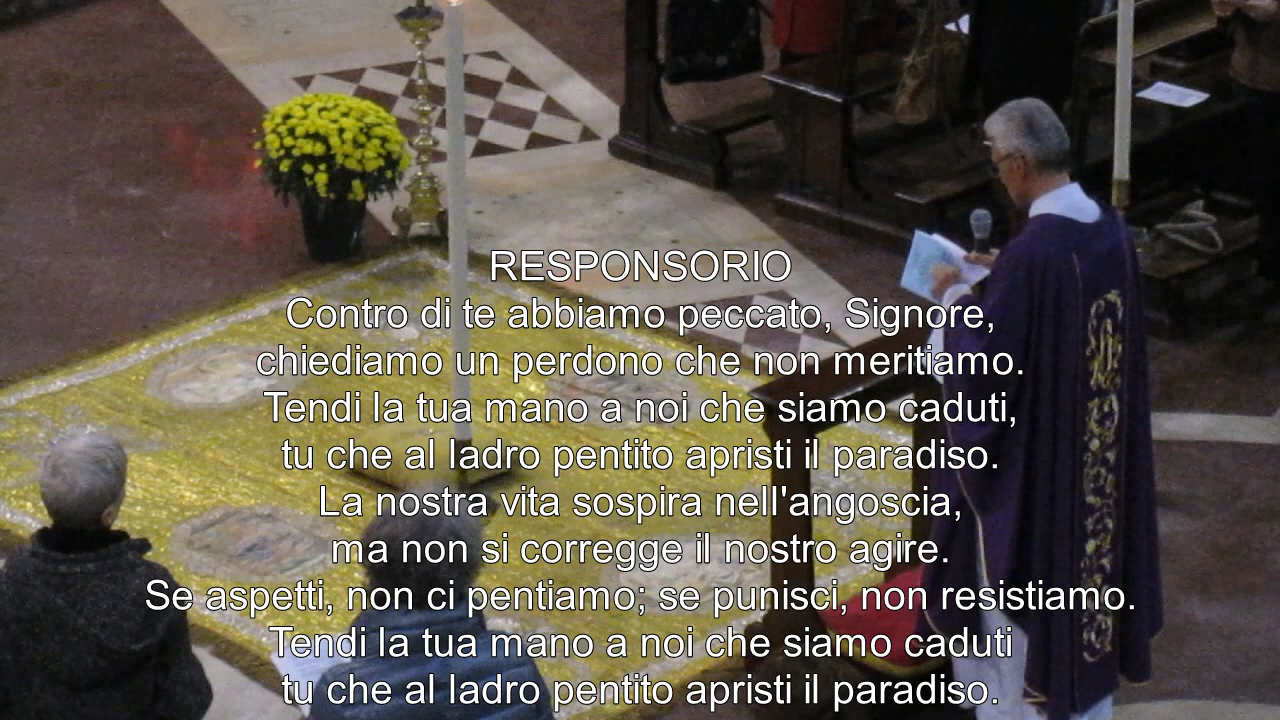 RESPONSORIO
Contro di te abbiamo peccato, Signore,
chiediamo un perdono che non meritiamo.
Tendi la tua mano a noi che siamo caduti,
tu che al ladro pentito apristi il paradiso.
La nostra vita sospira nell'angoscia,
ma non si corregge il nostro agire.
Se aspetti, non ci pentiamo; se punisci, non resistiamo.
Tendi la tua mano a noi che siamo caduti
tu che al ladro pentito apristi il paradiso.